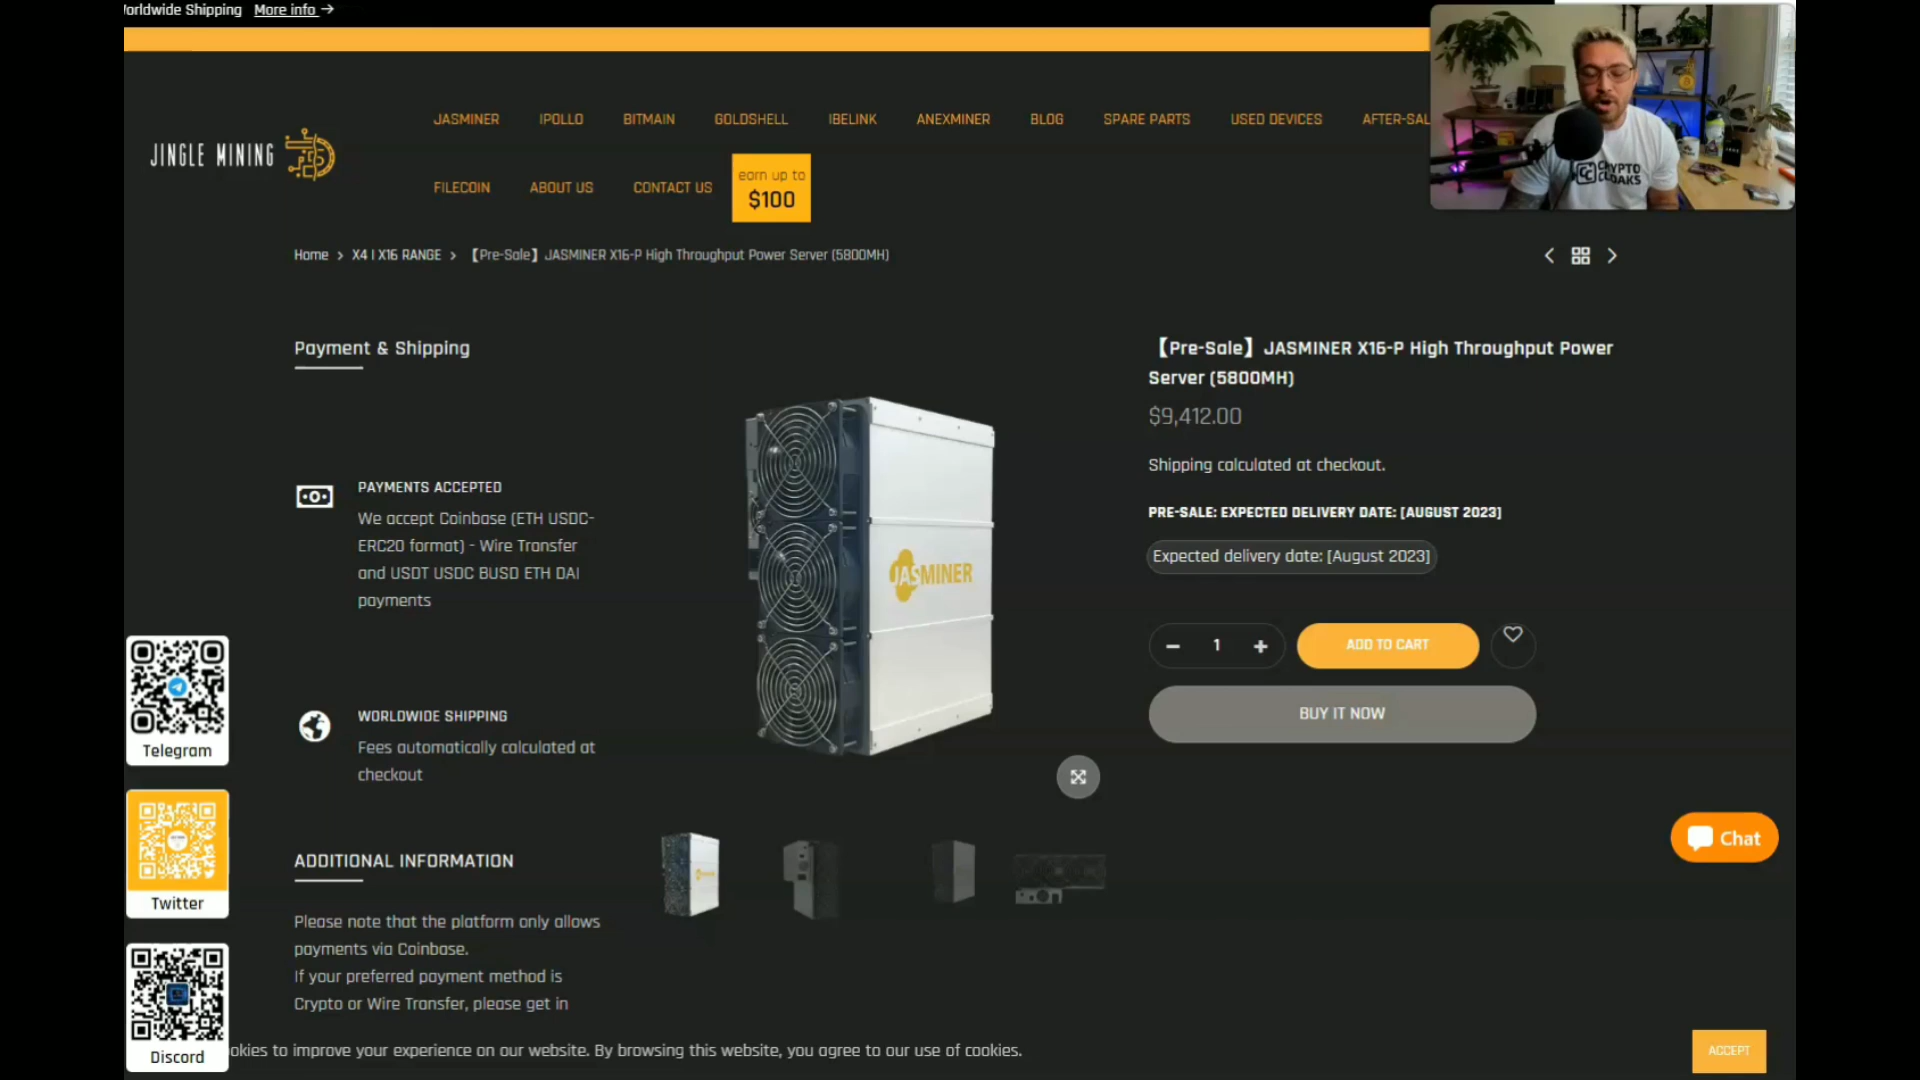 orldwide Shipping More info →
JASMINER IPOLLO BITMAIN GOLDSHELL IBELINK ANEXMINER BLOG SPARE PARTS USED DEVICES AFTER-SAL
JINGLE MINING
FILECOIN ABOUT US CONTACT US
earn up to
$100
CRYPTO
CLOAKS
Home > X4 I X16 RANGE > 【Pre-Sale】JASMINER X16-P High Throughput Power Server (5800MH)
Payment & Shipping
PAYMENTS ACCEPTED
We accept Coinbase (ETH USDC-
ERC20 format) - Wire Transfer
and USDT USDC BUSD ETH DAI
payments
WORLDWIDE SHIPPING
Fees automatically calculated at
checkout
ADDITIONAL INFORMATION
Please note that the platform only allows
payments via Coinbase.
If your preferred payment method is
Crypto or Wire Transfer, please get in
JASMINER
【Pre-Sale】JASMINER X16-P High Throughput Power
Server (5800MH)
$9,412.00
Shipping calculated at checkout.
PRE-SALE: EXPECTED DELIVERY DATE: [AUGUST 2023]
Expected delivery date: [August 2023]
1
ADD TO CART
BUY IT NOW
Chat
Telegram
Twitter
Discord
okies to improve your experience on our website. By browsing this website, you agree to our use of cookies.
ACCEPT